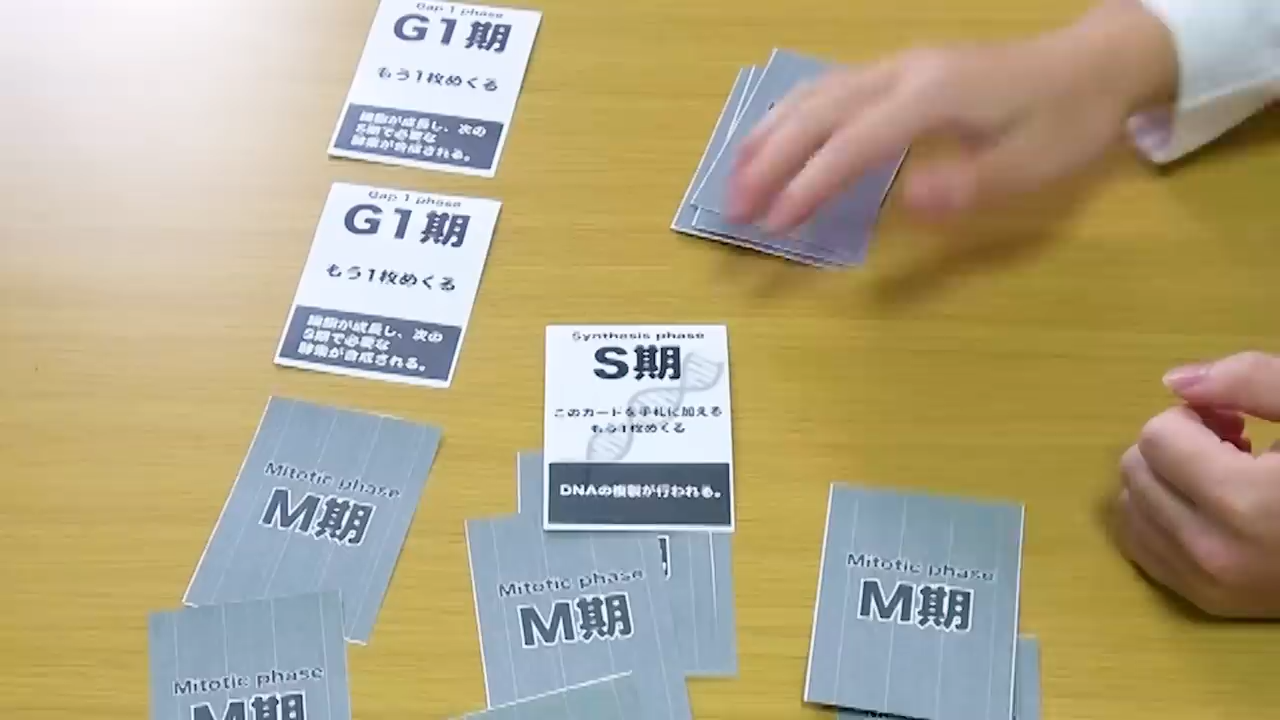 Gap 1 phase
G1期
もう1枚めくる
細胞が成長し、次の
S期で必要な
酵素が合成される。
Gap 1 phase
G1期
もう1枚めくる
細胞が成長し、次の
S期で必要な
酵素が合成される。
Synthesis phase
S期
このカードを手札に加える
もう1枚めくる
DNAの複製が行われる。
Mitotic phase
M期
Mitotic phase
M期
Mitotic phase
M期
Mitotic phase
M期